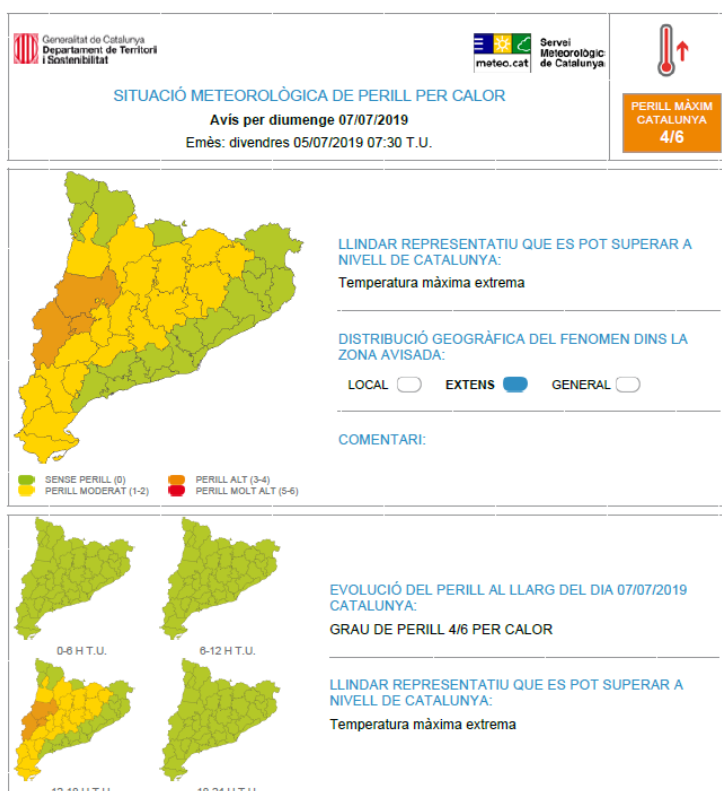 Generalitat de Catalunya
Departament de Territori
i Sostenibilitat
meteo.cat
Servei
Meteorològic
de Catalunya
SITUACIÓ METEOROLÒGICA DE PERILL PER CALOR
Avís per diumenge 07/07/2019
Emès: divendres 05/07/2019 07:30 T.U.
PERILL MÀXIM
CATALUNYA
4/6
LLINDAR REPRESENTATIU QUE ES POT SUPERAR A
NIVELL DE CATALUNYA:
Temperatura màxima extrema
DISTRIBUCIÓ GEOGRÀFICA DEL FENOMEN DINS LA
ZONA AVISADA:
LOCAL EXTENS GENERAL
COMENTARI:
SENSE PERILL (0)
PERILL MODERAT (1-2)
PERILL ALT (3-4)
PERILL MOLT ALT (5-6)
0-6 H T.U.
6-12 H T.U.
12-18 H T.U.
18-24 H T.U.
EVOLUCIÓ DEL PERILL AL LLARG DEL DIA 07/07/2019
CATALUNYA:
GRAU DE PERILL 4/6 PER CALOR
LLINDAR REPRESENTATIU QUE ES POT SUPERAR A
NIVELL DE CATALUNYA:
Temperatura màxima extrema